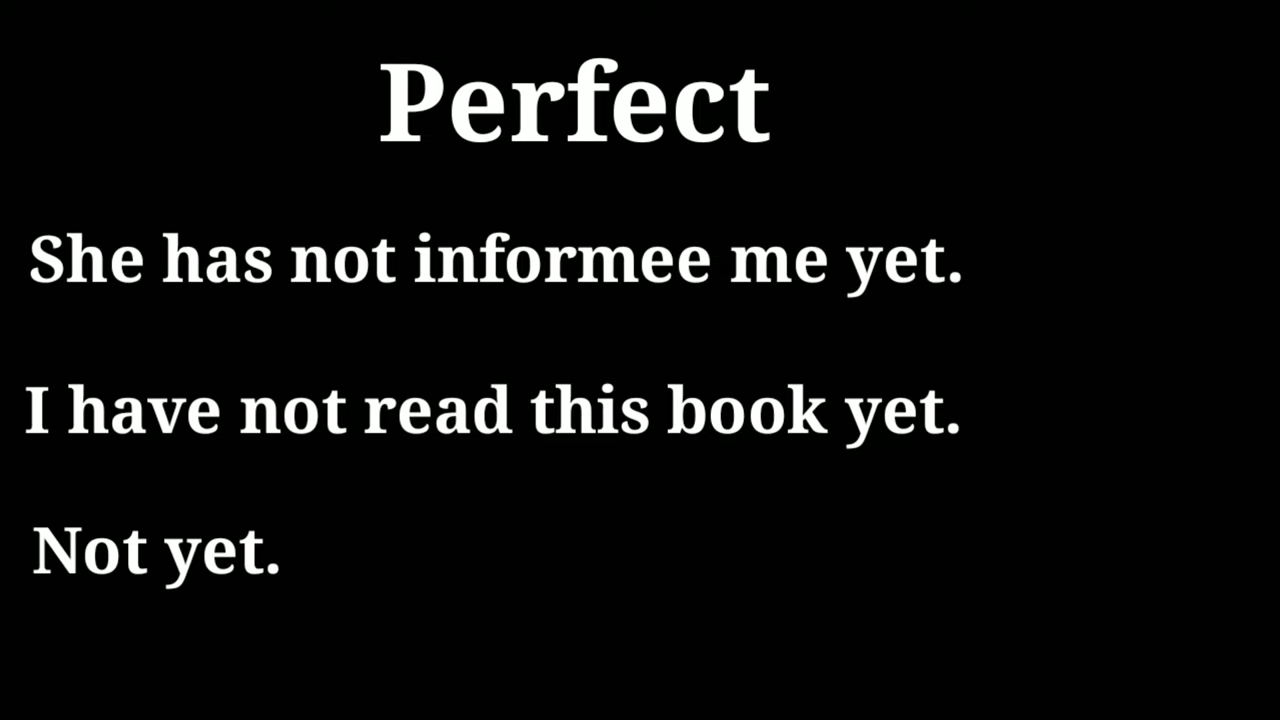 Perfect
She has not informee me yet.
I have not read this book yet.
Not yet.